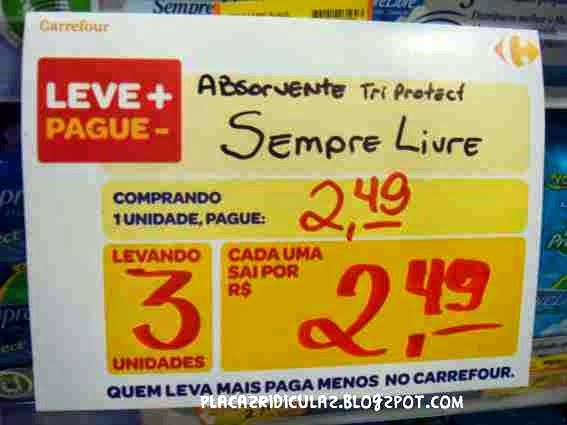 Sempre
Carrefour
LEVE +
PAGUE -
ABSORVENTE Tri Protect
SEMPRE LIVRE
COMPRANDO
1 UNIDADE, PAGUE: 2,49
LEVANDO
3
UNIDADES
CADA UMA
SAI POR
R$ 2,49
QUEM LEVA MAIS PAGA MENOS NO CARREFOUR.
PLACAZRIDICULAZ.BLOGZPOT.COM